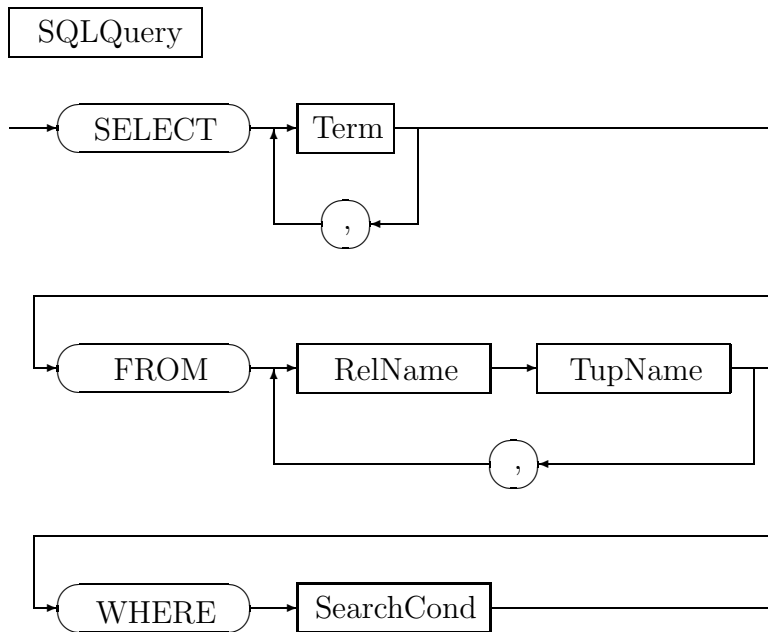 SQLQuery
SELECT Term
,
FROM RelName TupName
,
WHERE SearchCond